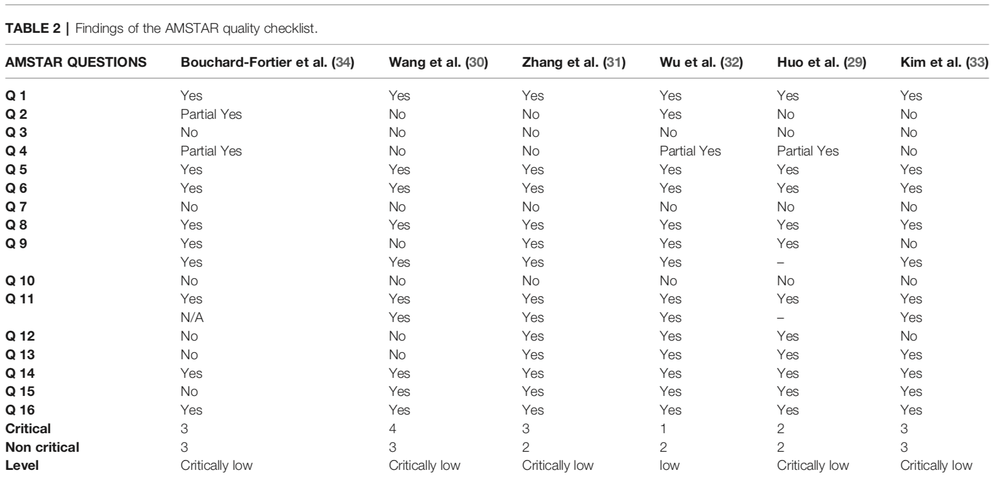 TABLE 2 | Findings of the AMSTAR quality checklist.
AMSTAR QUESTIONS Bouchard-Fortier et al. (34) Wang et al. (30) Zhang et al. (31) Wu et al. (32) Huo et al. (29) Kim et al. (33)
Q 1 Yes Yes Yes Yes Yes Yes
Q 2 Partial Yes No No Yes No No
Q 3 No No No No No No
Q 4 Partial Yes No No Partial Yes Partial Yes No
Q 5 Yes Yes Yes Yes Yes Yes
Q 6 Yes Yes Yes Yes Yes Yes
Q 7 No No No No No No
Q 8 Yes Yes Yes Yes Yes Yes
Q 9 Yes No Yes Yes Yes No
Yes Yes Yes Yes – Yes
Q 10 No No No No No No
Q 11 Yes Yes Yes Yes Yes Yes
N/A Yes Yes Yes – Yes
Q 12 No No Yes Yes Yes No
Q 13 No No Yes Yes Yes Yes
Q 14 Yes Yes Yes Yes Yes Yes
Q 15 No Yes Yes Yes Yes Yes
Q 16 Yes Yes Yes Yes Yes Yes
Critical 3 4 3 1 2 3
Non critical 3 3 2 2 2 3
Level Critically low Critically low Critically low low Critically low Critically low